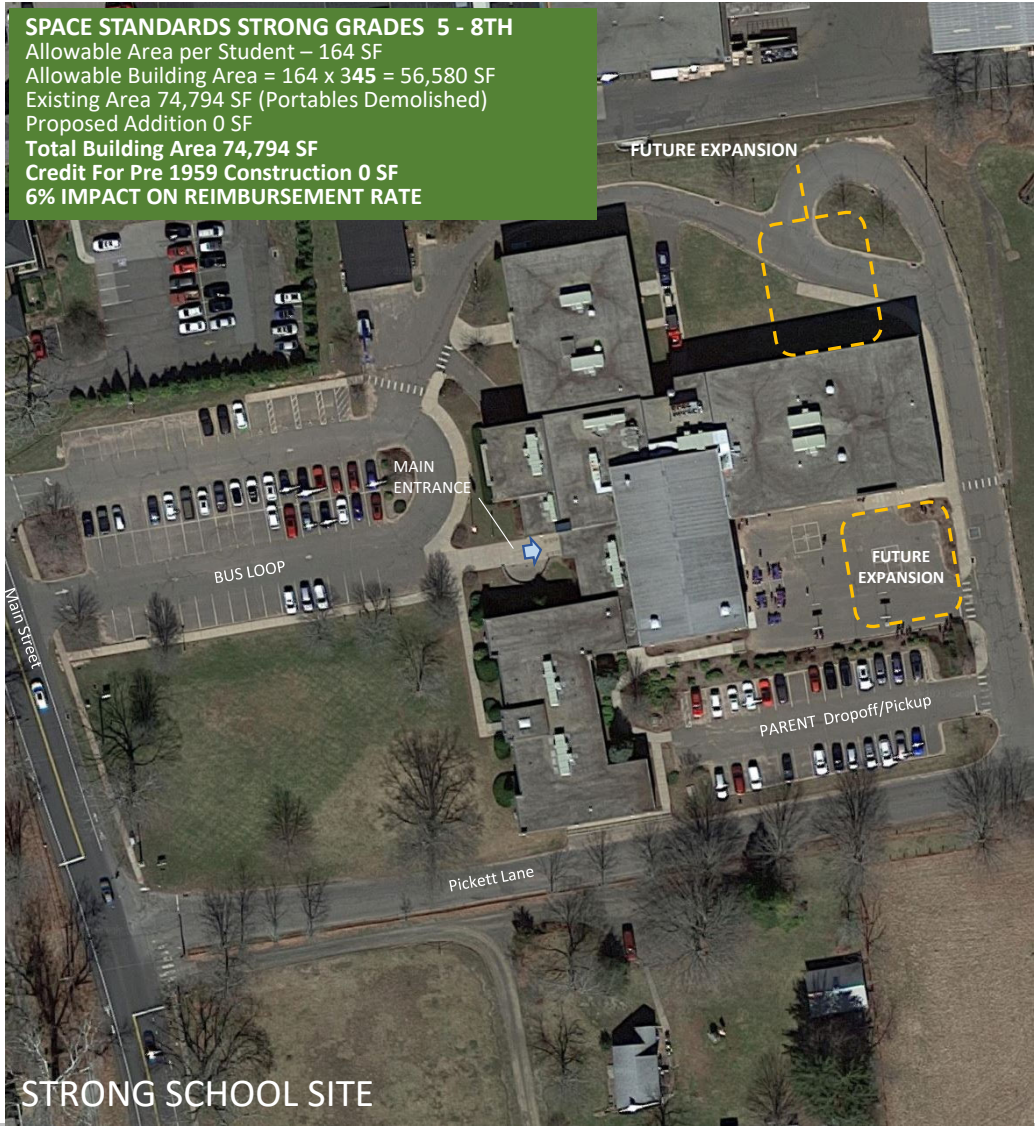 SPACE STANDARDS STRONG GRADES 5 - 8TH
Allowable Area per Student – 164 SF
Allowable Building Area = 164 x 345 = 56,580 SF
Existing Area 74,794 SF (Portables Demolished)
Proposed Addition 0 SF
Total Building Area 74,794 SF
Credit For Pre 1959 Construction 0 SF
6% IMPACT ON REIMBURSEMENT RATE
FUTURE EXPANSION
MAIN
ENTRANCE
BUS LOOP
FUTURE
EXPANSION
Main Street
PARENT Dropoff/Pickup
Pickett Lane
STRONG SCHOOL SITE